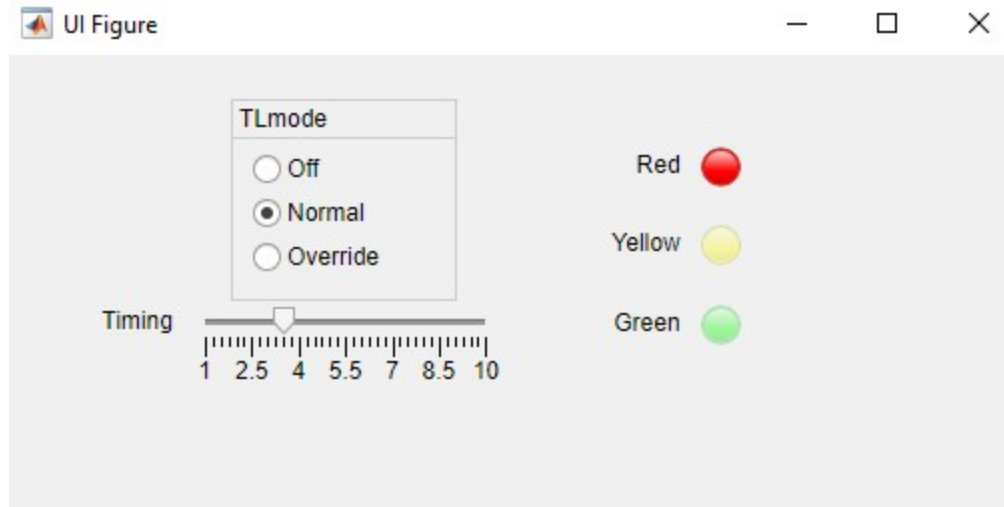 UI Figure
TLmode
Off
Normal
Override
Timing
1 2.5 4 5.5 7 8.5 10
Red
Yellow
Green